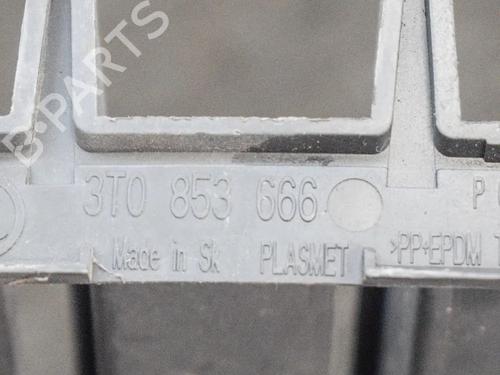 B-PARTS
3T0 853 666
P
Made in Sk PLASMET >PP+EPDM T